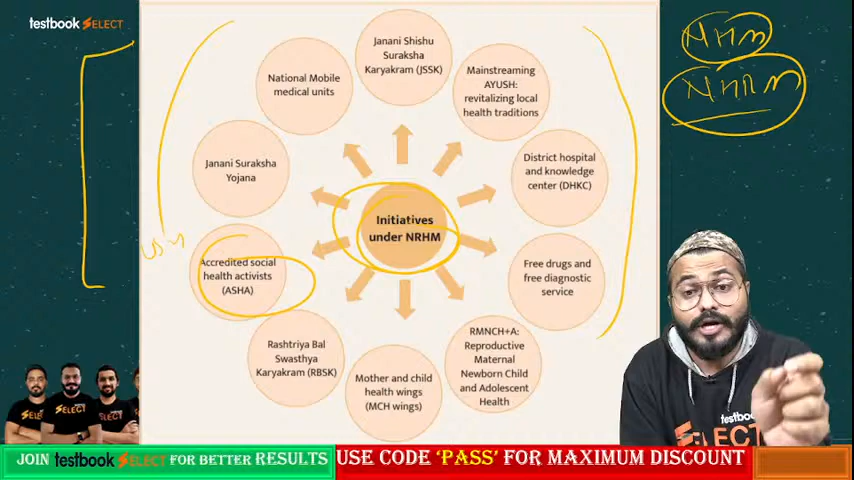 testbook SELECT
Janani Shishu
Suraksha
Karyakram (JSSK)
Mainstreaming
AYUSH:
revitalizing local
health traditions
District hospital
and knowledge
center (DHKC)
Free drugs and
free diagnostic
service
RMNCH+A:
Reproductive
Maternal
Newborn Child
and Adolescent
Health
Mother and child
health wings
(MCH wings)
Rashtriya Bal
Swasthya
Karyakram (RBSK)
Accredited social
health activists
(ASHA)
Janani Suraksha
Yojana
National Mobile
medical units
Initiatives
under NRHM
NHM
NHRM
testbook
SELECT
JOIN testbook SELECT FOR BETTER RESULTS
USE CODE 'PASS' FOR MAXIMUM DISCOUNT